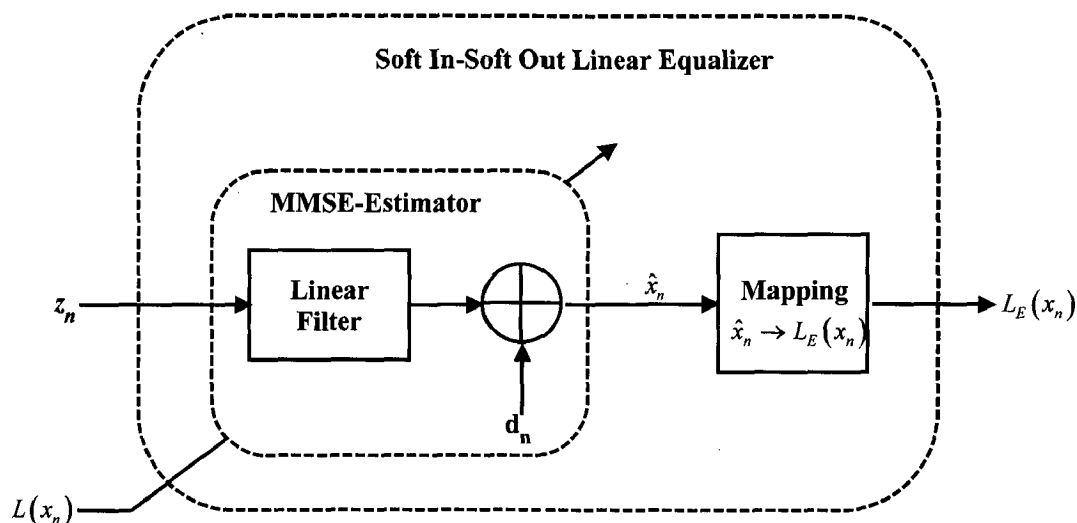 Soft In-Soft Out Linear Equalizer
MMSE-Estimator
Linear
Filter
z_n
x̂_n
Mapping
x̂_n → L_E(x_n)
L_E(x_n)
d_n
L(x_n)